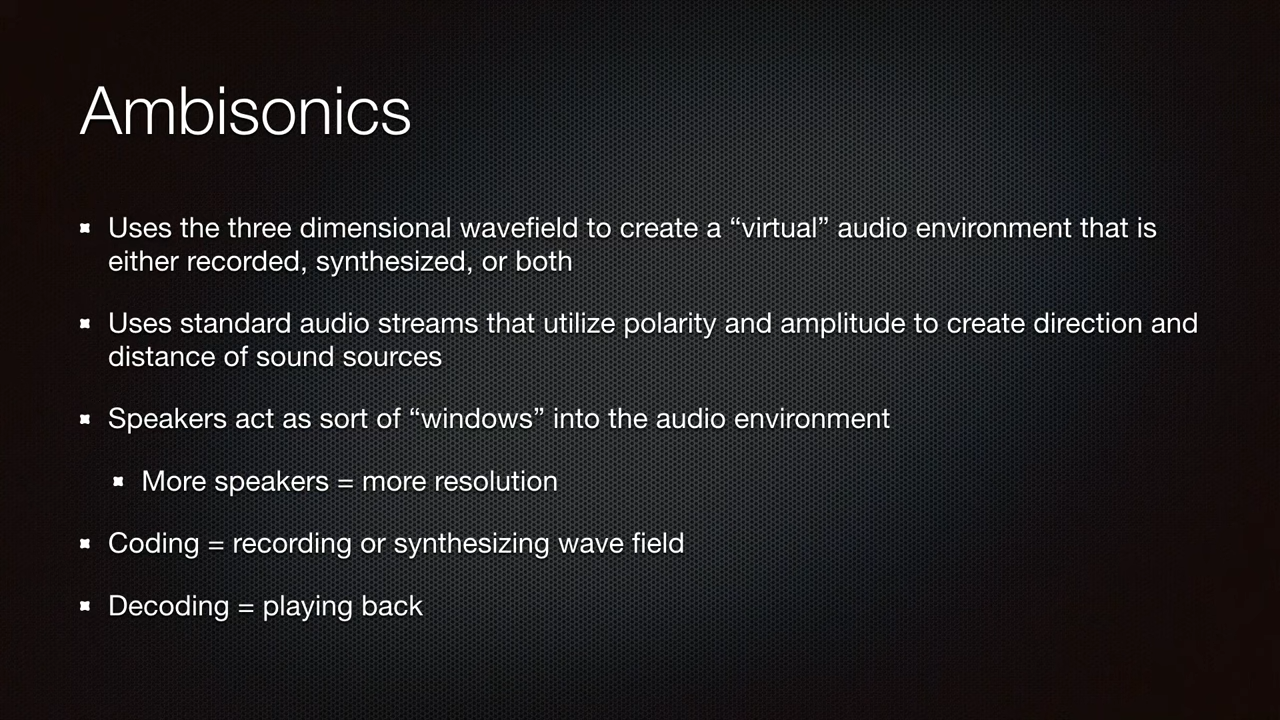 Ambisonics
Uses the three dimensional wavefield to create a “virtual” audio environment that is
either recorded, synthesized, or both
Uses standard audio streams that utilize polarity and amplitude to create direction and
distance of sound sources
Speakers act as sort of “windows” into the audio environment
More speakers = more resolution
Coding = recording or synthesizing wave field
Decoding = playing back